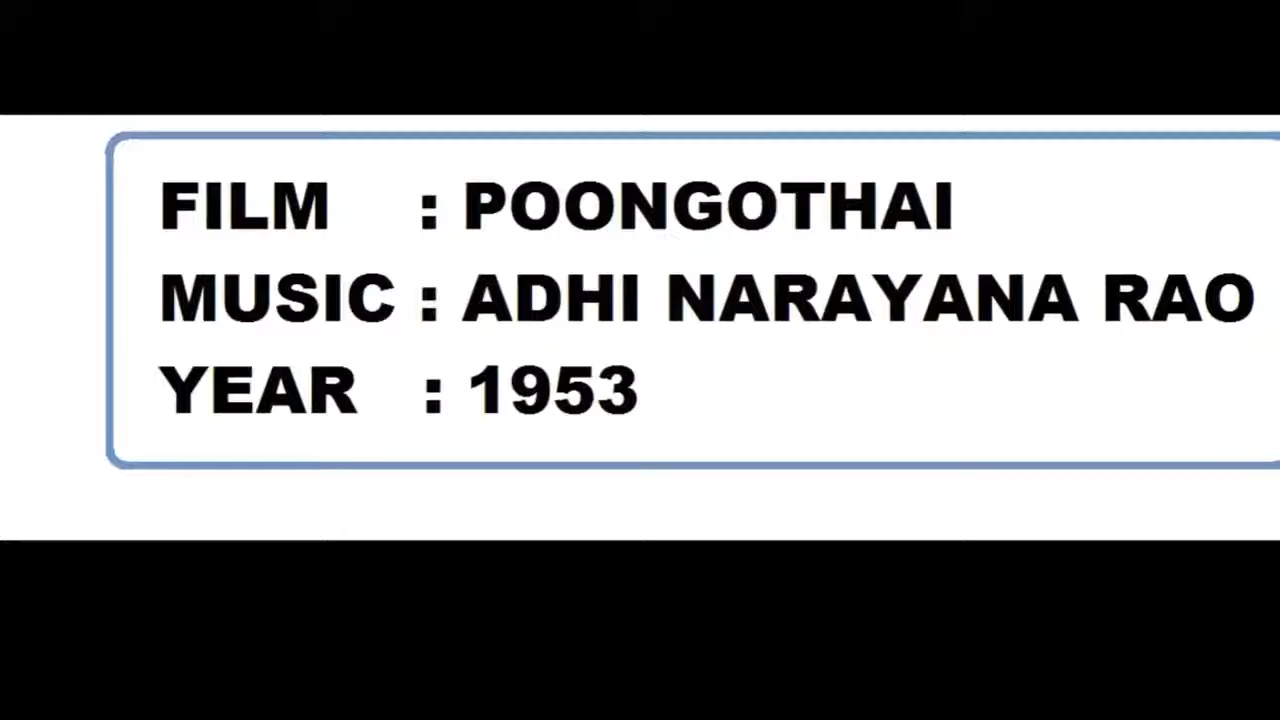 FILM : POONGOTHAI
MUSIC : ADHI NARAYANA RAO
YEAR : 1953